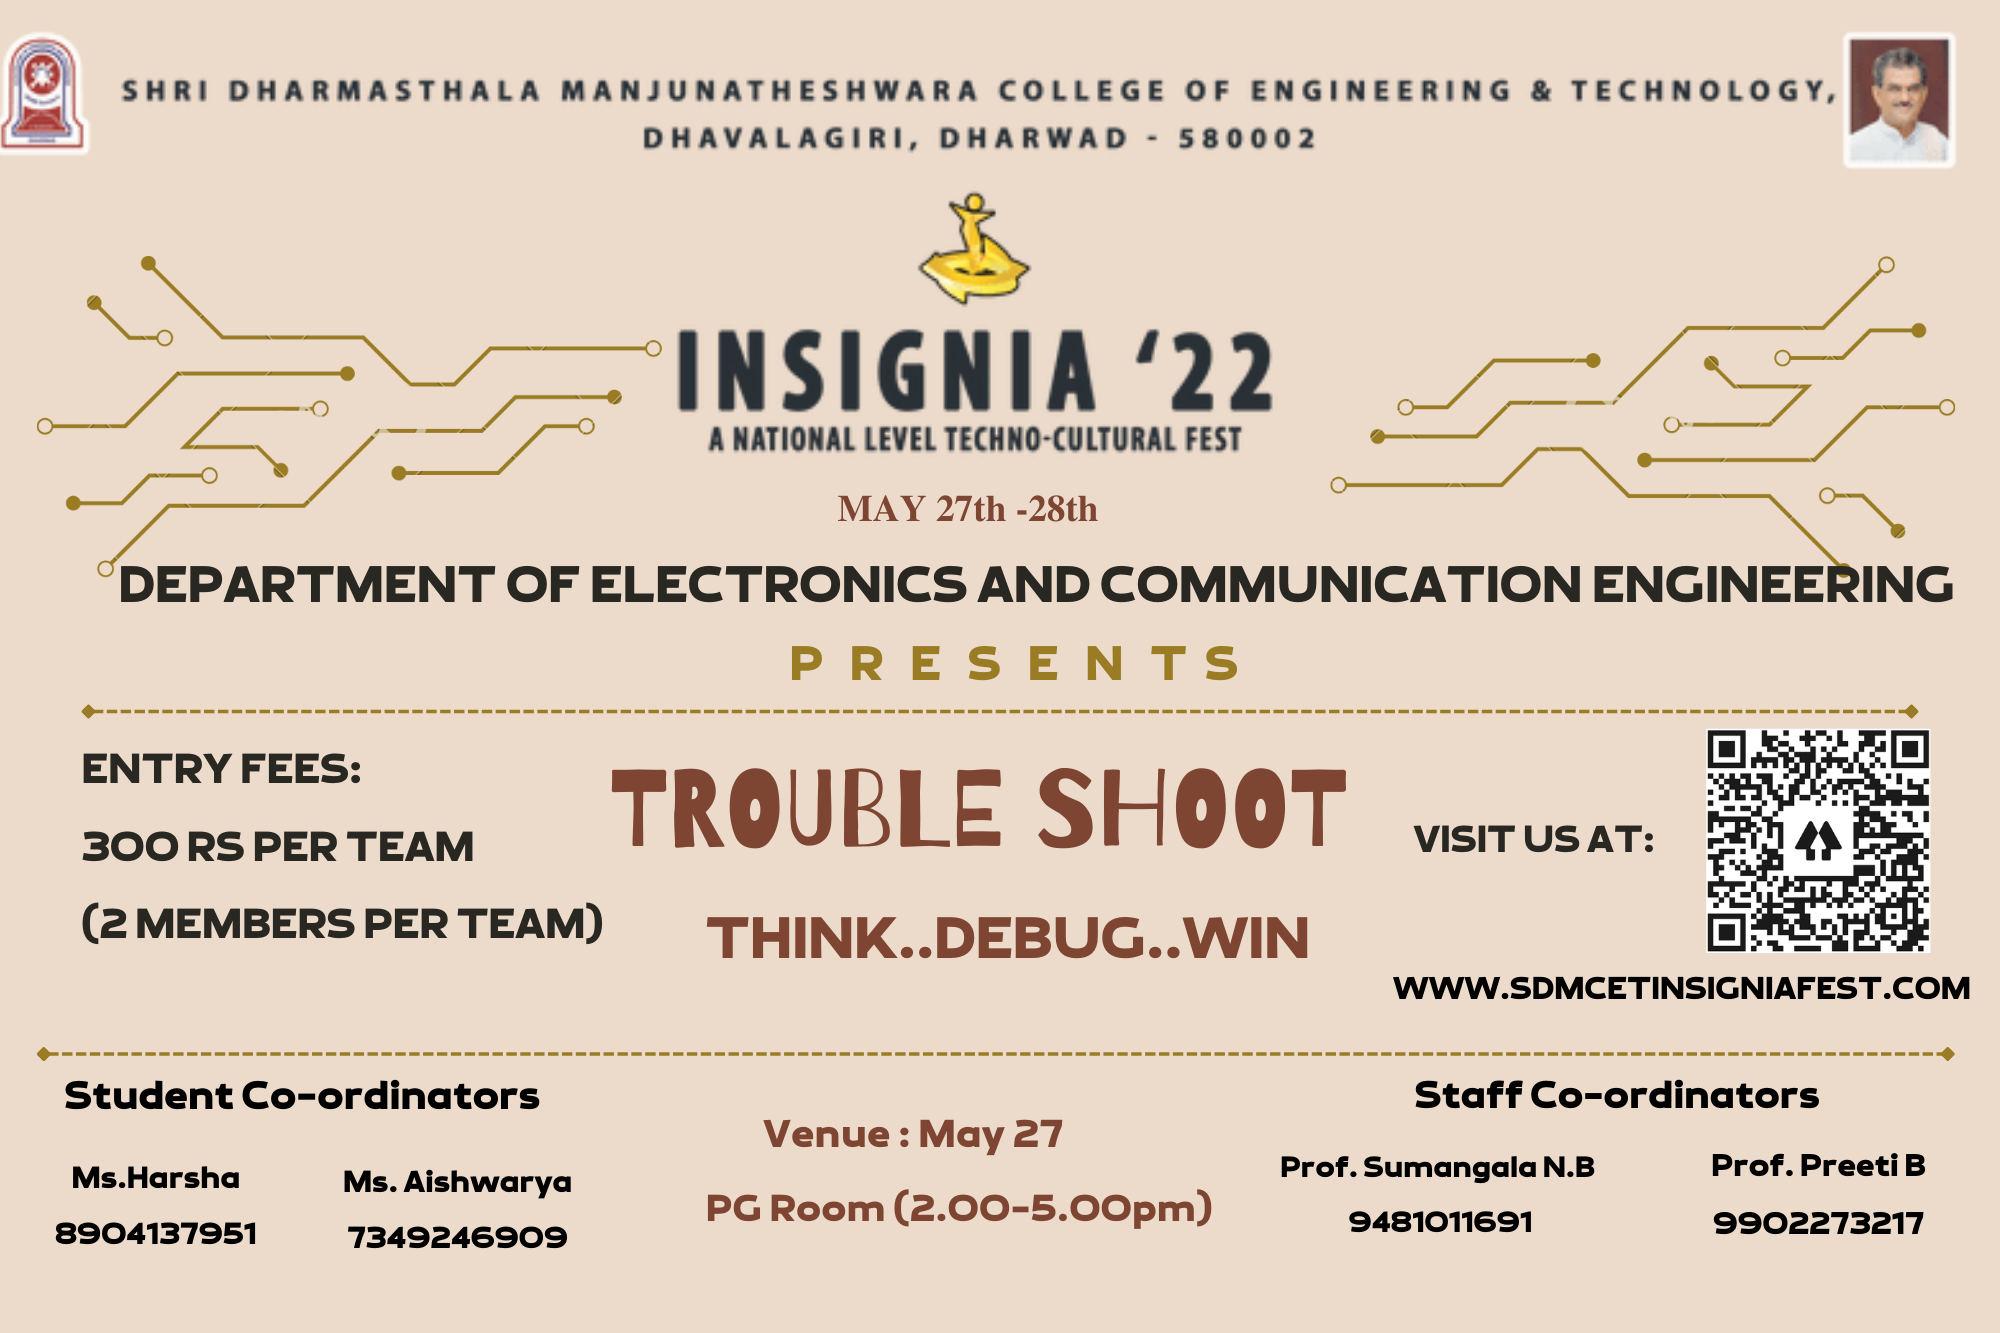 SHRI DHARMASTHALA MANJUNATHESHWARA COLLEGE OF ENGINEERING & TECHNOLOGY,
DHAVALAGIRI, DHARWAD - 580002
INSIGNIA ‘22
A NATIONAL LEVEL TECHNO-CULTURAL FEST
MAY 27th -28th
DEPARTMENT OF ELECTRONICS AND COMMUNICATION ENGINEERING
PRESENTS
ENTRY FEES:
300 RS PER TEAM
(2 MEMBERS PER TEAM)
TROUBLE SHOOT
THINK..DEBUG..WIN
VISIT US AT:
WWW.SDMCETINSIGNIAFEST.COM
Student Co-ordinators
Ms.Harsha
8904137951
Ms. Aishwarya
7349246909
Venue : May 27
PG Room (2.00-5.00pm)
Staff Co-ordinators
Prof. Sumangala N.B
9481011691
Prof. Preeti B
9902273217